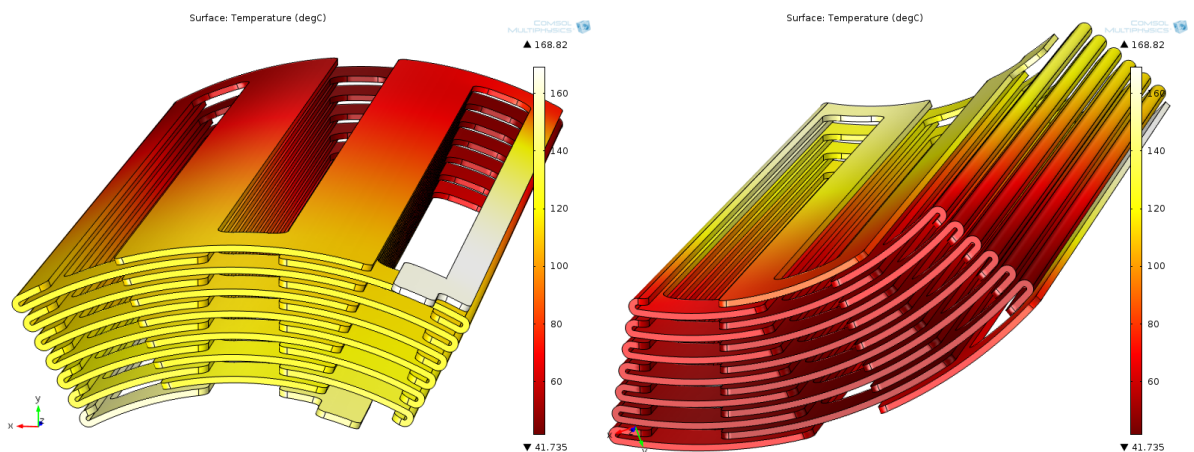 Surface: Temperature (degC)
COMSOL
MULTIPHYSICS
▲ 168.82
160
140
120
100
80
60
▼ 41.735
y
z
x
Surface: Temperature (degC)
COMSOL
MULTIPHYSICS
▲ 168.82
160
140
120
100
80
60
▼ 41.735
x